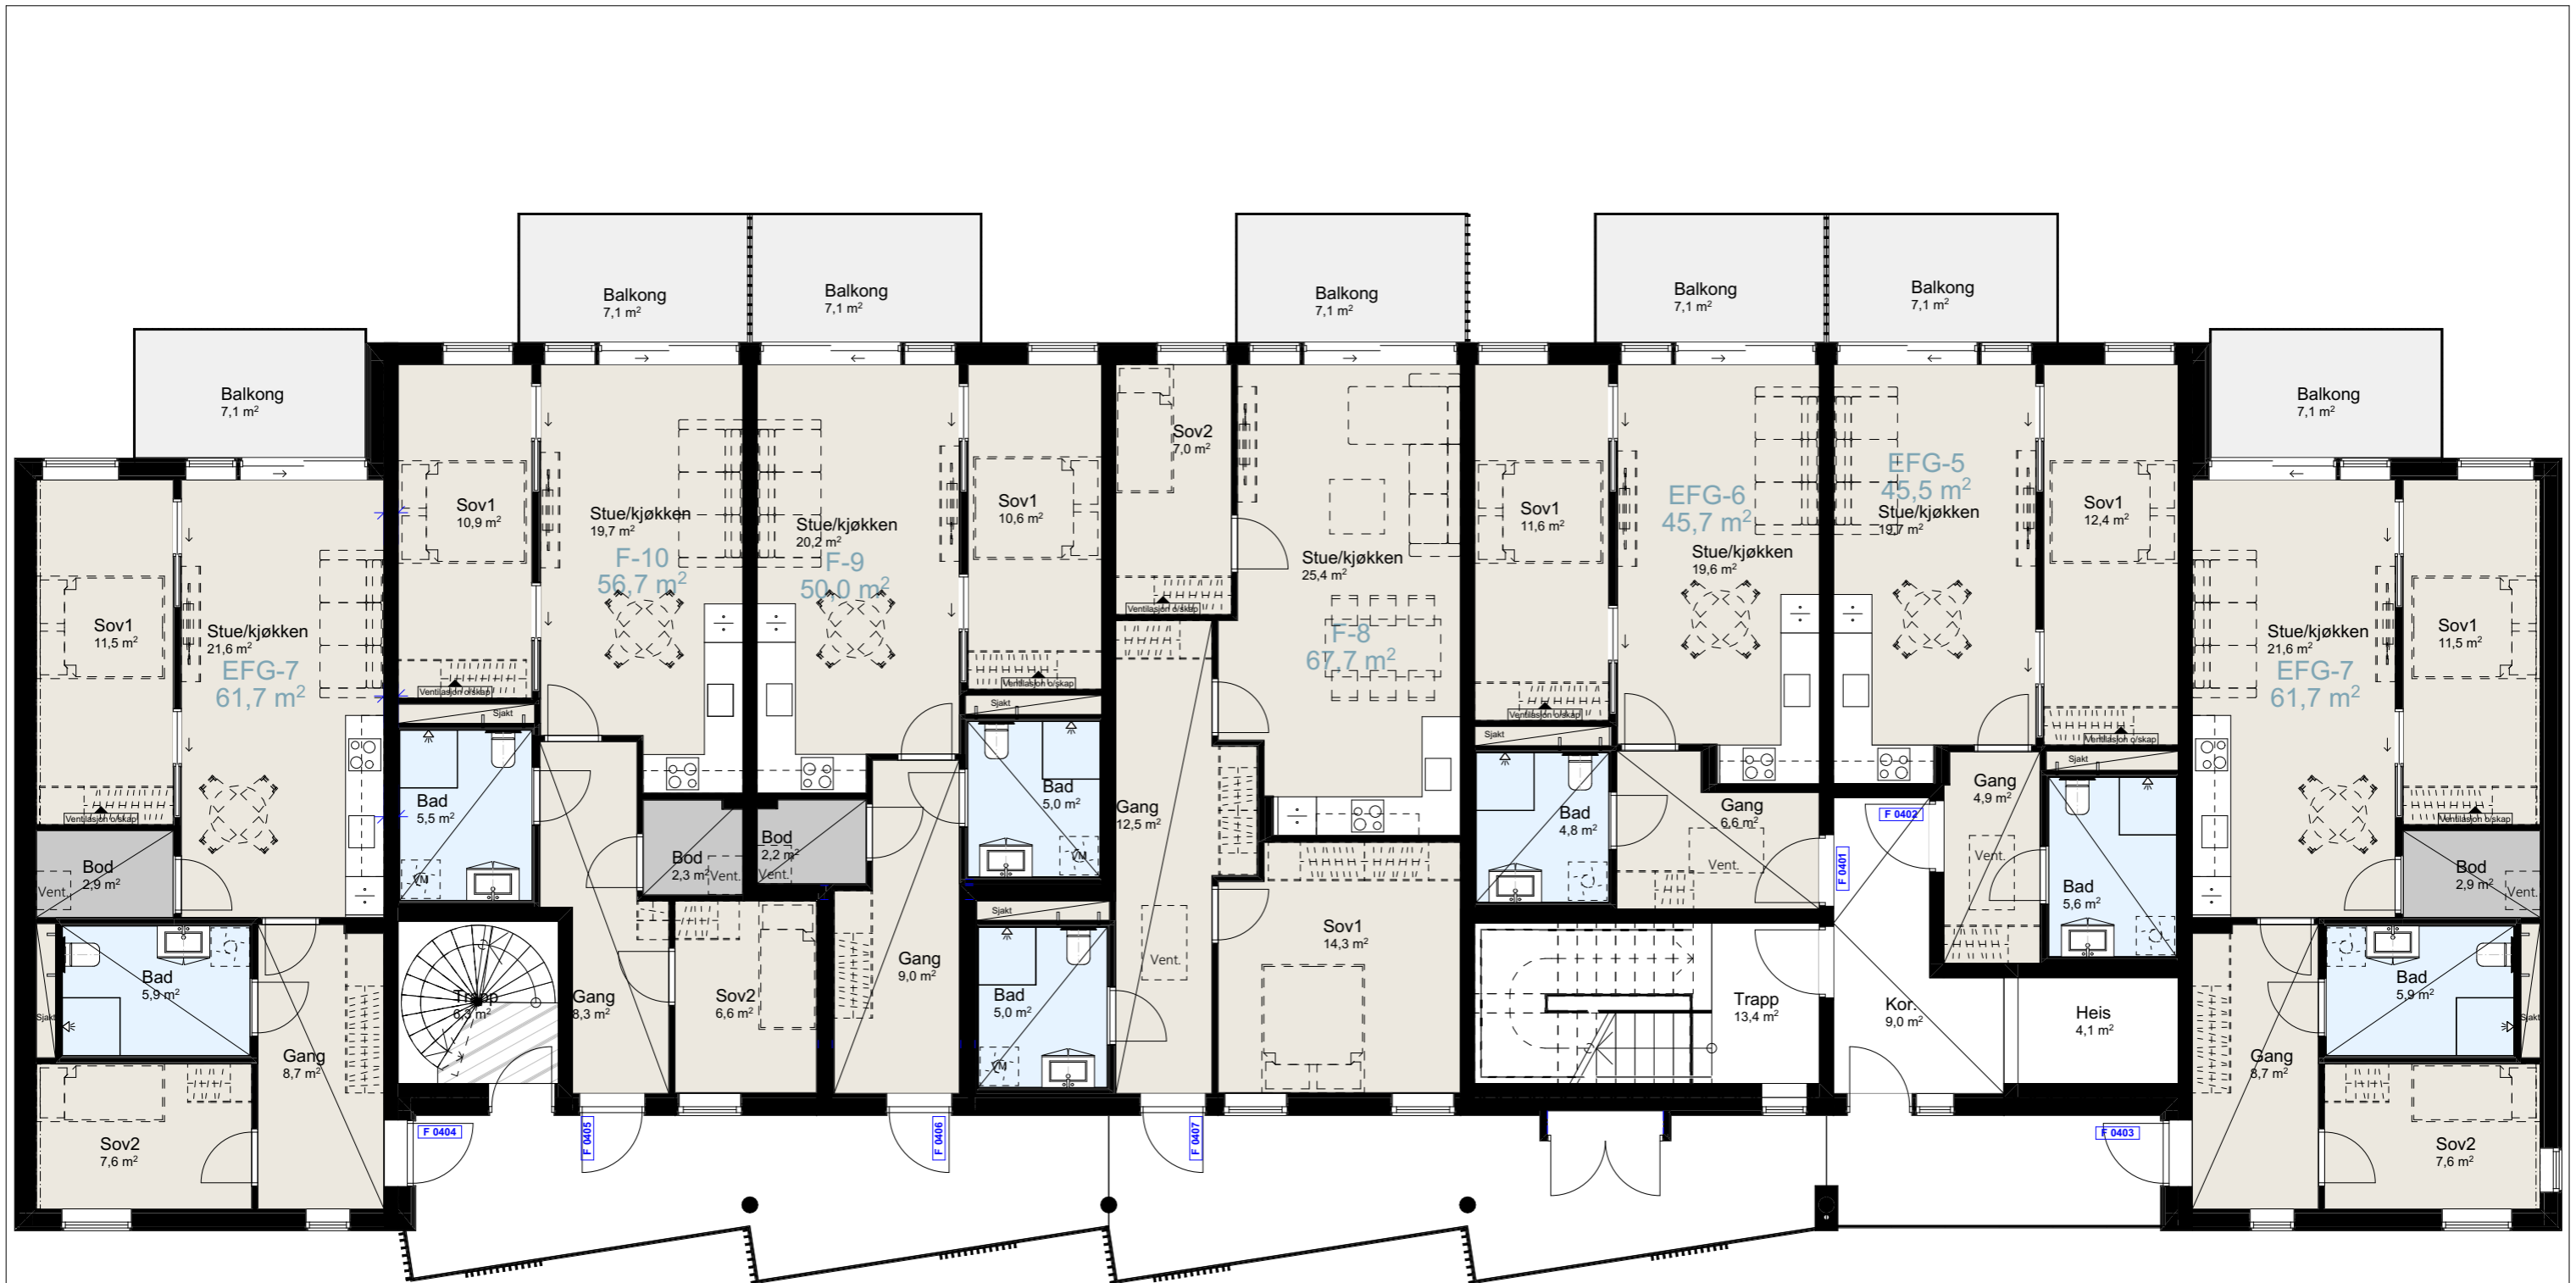 Balkong
7,1 m²
Sov1
11,5 m²
Stue/kjøkken
21,6 m²
EFG-7
61,7 m²
Ventilasjon o/skap
Bod
2,9 m²
Vent.
Sjakt
Bad
5,9 m²
Gang
8,7 m²
Sov2
7,6 m²
F 0404
Balkong
7,1 m²
Sov1
10,9 m²
Stue/kjøkken
19,7 m²
F-10
56,7 m²
Ventilasjon o/skap
Sjakt
Bad
5,5 m²
VM
Bod
2,3 m²
Vent.
Trapp
6,3 m²
Gang
8,3 m²
Sov2
6,6 m²
F 0405
Balkong
7,1 m²
Stue/kjøkken
20,2 m²
F-9
50,0 m²
Sov1
10,6 m²
Ventilasjon o/skap
Sjakt
Bad
5,0 m²
VM
Bod
2,2 m²
Vent.
Gang
9,0 m²
F 0406
Balkong
7,1 m²
Sov2
7,0 m²
Ventilasjon o/skap
Stue/kjøkken
25,4 m²
F-8
67,7 m²
Gang
12,5 m²
Vent.
Sjakt
Bad
5,0 m²
VM
Sov1
14,3 m²
F 0407
Balkong
7,1 m²
Sov1
11,6 m²
EFG-6
45,7 m²
Stue/kjøkken
19,6 m²
Ventilasjon o/skap
Sjakt
Bad
4,8 m²
Gang
6,6 m²
Vent.
F 0401
Trapp
13,4 m²
Balkong
7,1 m²
EFG-5
45,5 m²
Stue/kjøkken
19,7 m²
Sov1
12,4 m²
Ventilasjon o/skap
Sjakt
Gang
4,9 m²
Vent.
F 0402
Bad
5,6 m²
Kor.
9,0 m²
Heis
4,1 m²
Balkong
7,1 m²
Stue/kjøkken
21,6 m²
EFG-7
61,7 m²
Sov1
11,5 m²
Ventilasjon o/skap
Bod
2,9 m²
Vent.
Bad
5,9 m²
Sjakt
Gang
8,7 m²
Sov2
7,6 m²
F 0403